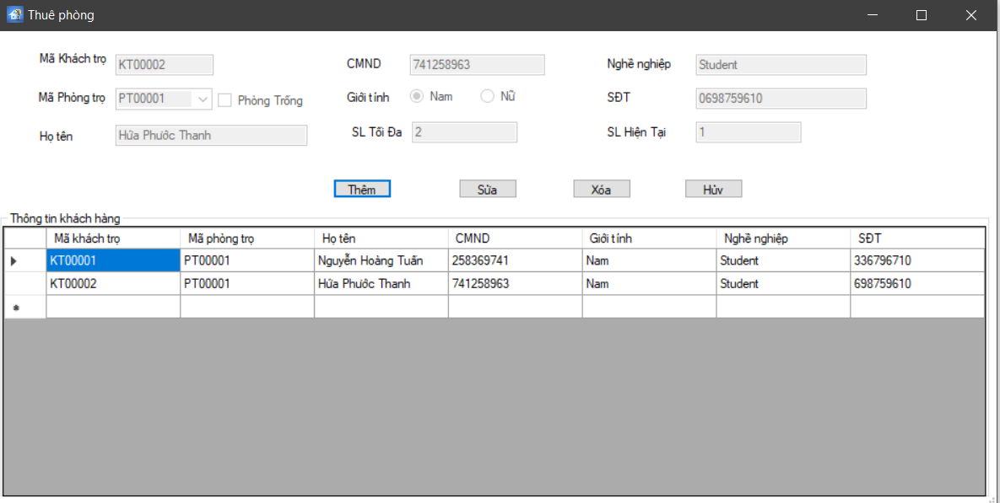 Thuê phòng
Mã Khách trọ KT00002 CMND 741258963 Nghề nghiệp Student
Mã Phòng trọ PT00001 Phòng Trống Giới tính Nam Nữ SĐT 0698759610
Họ tên Hứa Phước Thanh SL Tối Đa 2 SL Hiện Tại 1
Thêm Sửa Xóa Hủy
Thông tin khách hàng
Mã khách trọ Mã phòng trọ Họ tên CMND Giới tính Nghề nghiệp SĐT
KT00001 PT00001 Nguyễn Hoàng Tuấn 258369741 Nam Student 336796710
KT00002 PT00001 Hứa Phước Thanh 741258963 Nam Student 698759610